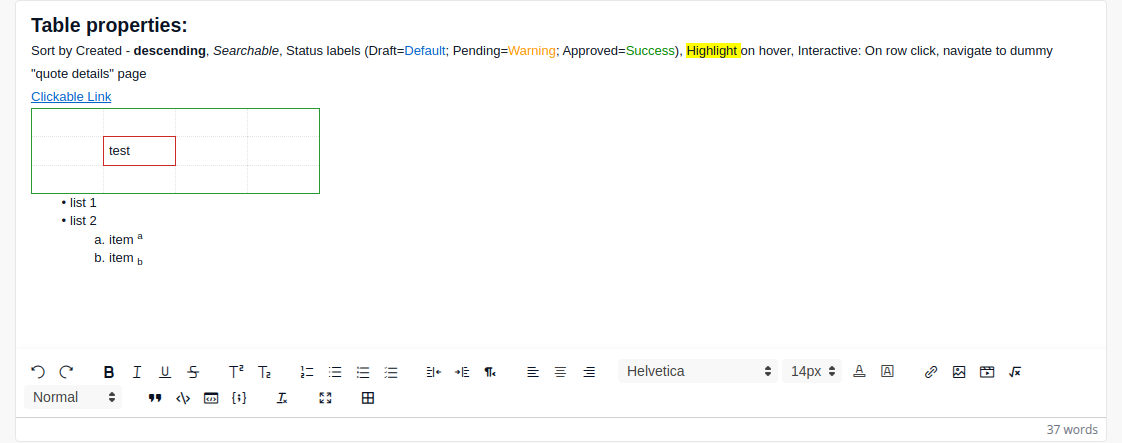 Table properties:
Sort by Created - descending, Searchable, Status labels (Draft=Default; Pending=Warning; Approved=Success), Highlight on hover, Interactive: On row click, navigate to dummy
"quote details" page
Clickable Link
test
• list 1
• list 2
a. item a
b. item b
Helvetica 14px
Normal
37 words